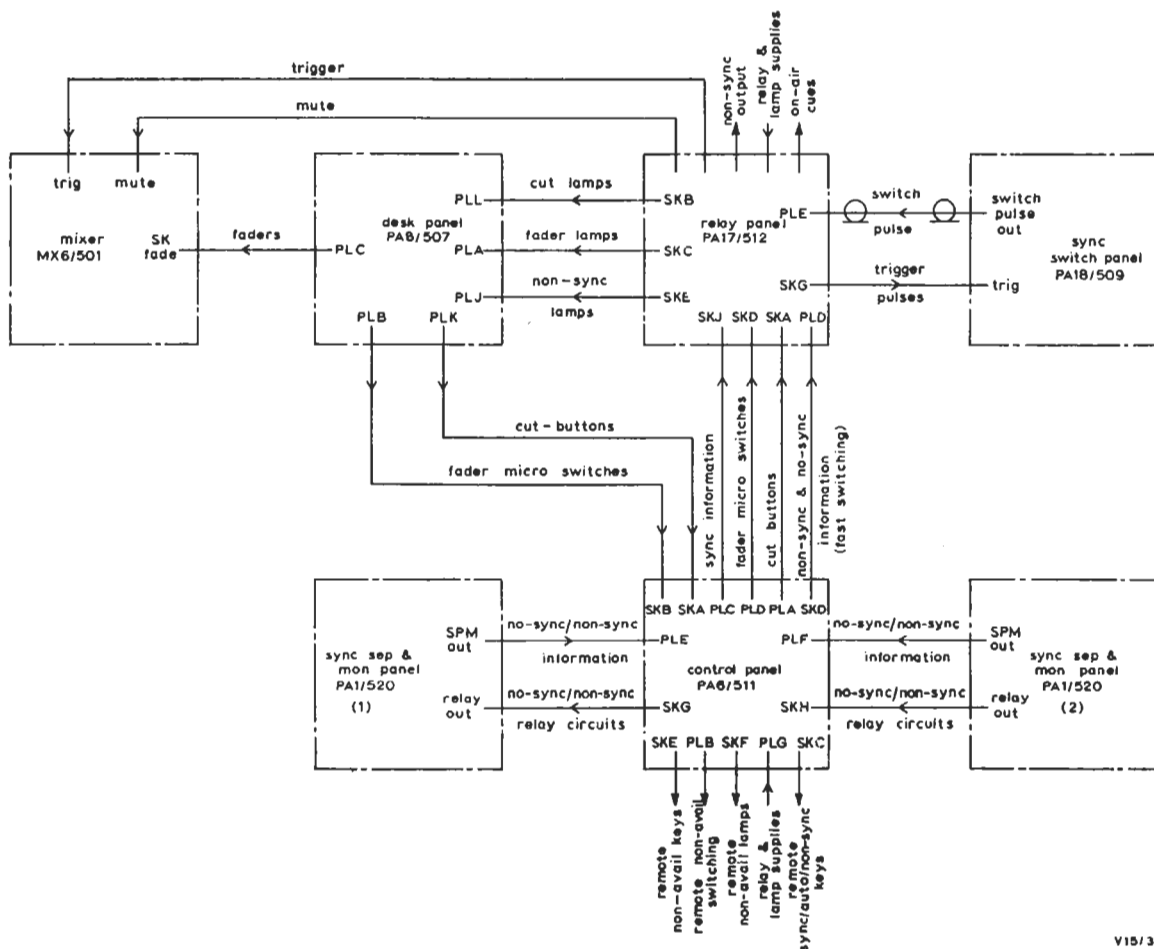 trigger
mute
non-sync
output
relay &
lamp supplies
on-air
cues
trig
mute
mixer
MX6/501
SK
fade
faders
PLC
PLL
desk panel
PA8/507
PLA
PLJ
PLB
PLK
cut lamps
fader lamps
non-sync
lamps
SKB
relay panel
PA17/512
SKC
SKE
PLE
SKG
SKJ
SKD
SKA
PLD
switch
pulse
trigger
pulses
switch
pulse
out
sync
switch panel
PA18/509
trig
cut-buttons
fader micro switches
sync information
fader micro switches
cut buttons
non-sync & no-sync
information
(fast switching)
SPM
out
sync sep &
mon panel
PA1/520
(1)
relay
out
no-sync/non-sync
information
no-sync/non-sync
relay circuits
SKB
SKA
PLC
PLD
PLA
SKD
PLE
PLF
control panel
PA6/511
SKG
SKH
SKE
PLB
SKF
PLG
SKC
no-sync/non-sync
information
no-sync/non-sync
relay circuits
SPM
out
sync sep &
mon panel
PA1/520
(2)
relay
out
remote
non-avail keys
remote non-avail
switching
remote
non-avail lamps
relay &
lamp supplies
remote
sync/auto/non-sync
keys
V15/3